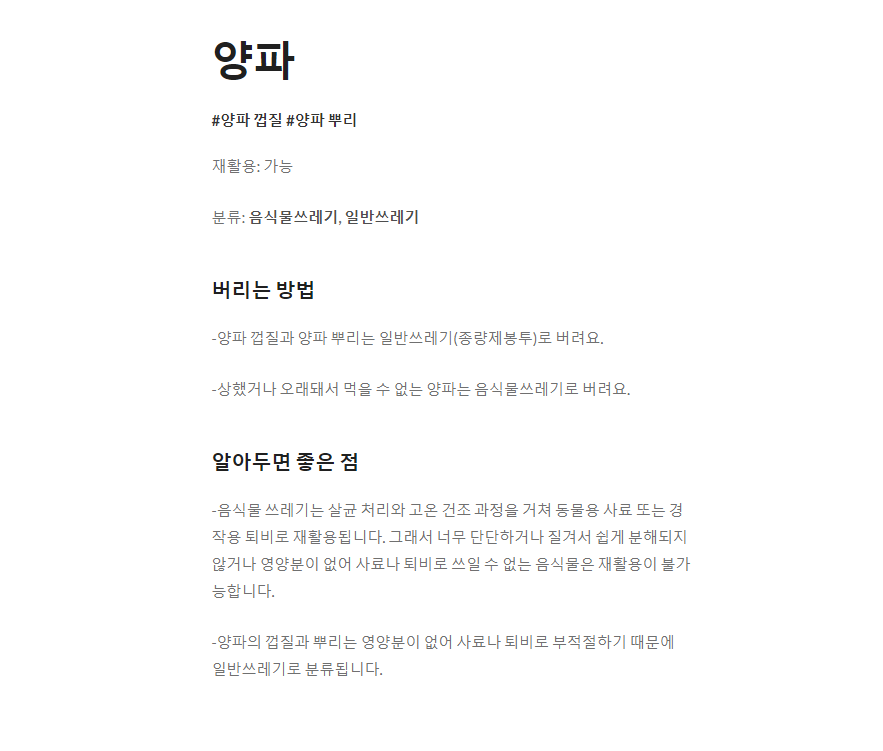 양파
#양파 껍질 #양파 뿌리
재활용: 가능
분류: 음식물쓰레기, 일반쓰레기
버리는 방법
-양파 껍질과 양파 뿌리는 일반쓰레기(종량제봉투)로 버려요.
-상했거나 오래돼서 먹을 수 없는 양파는 음식물쓰레기로 버려요.
알아두면 좋은 점
-음식물 쓰레기는 살균 처리와 고온 건조 과정을 거쳐 동물용 사료 또는 경
작용 퇴비로 재활용됩니다. 그래서 너무 단단하거나 질겨서 쉽게 분해되지
않거나 영양분이 없어 사료나 퇴비로 쓰일 수 없는 음식물은 재활용이 불가
능합니다.
-양파의 껍질과 뿌리는 영양분이 없어 사료나 퇴비로 부적절하기 때문에
일반쓰레기로 분류됩니다.